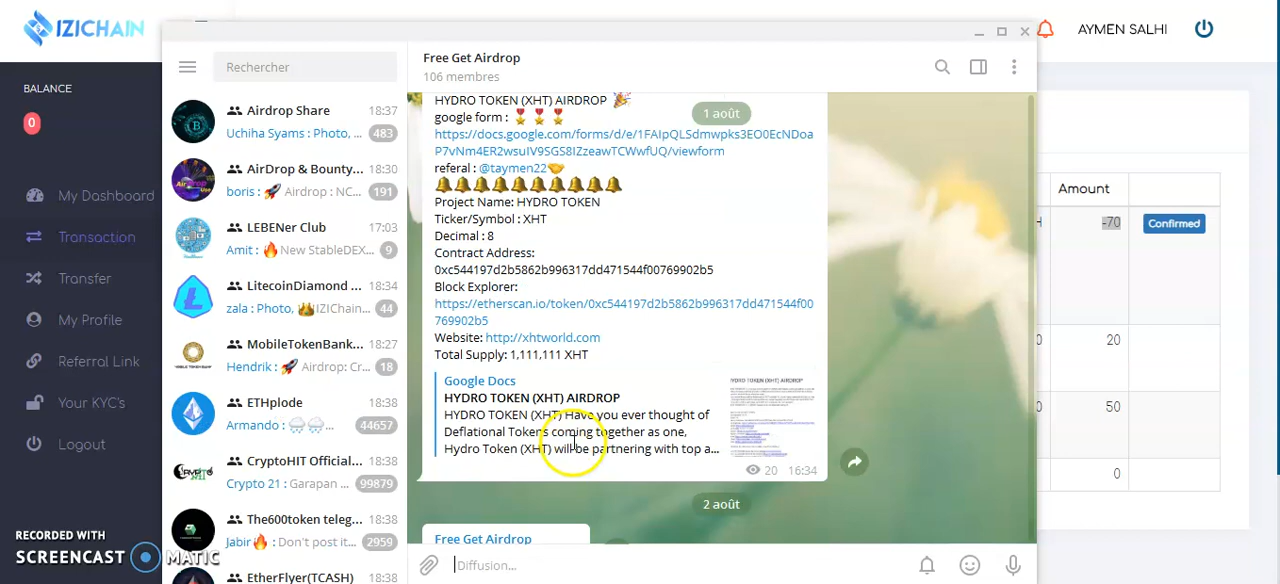 IZICHAIN
AYMEN SALHI
BALANCE
0
My Dashboard
Transaction
Transfer
My Profile
Referral Link
Your KYC's
Logout
RECORDED WITH
SCREENCAST MATIC
Rechercher
Airdrop Share 18:37
Uchiha Syams : Photo, ... 483
AirDrop & Bounty... 18:30
boris : 🚀 Airdrop : NC... 191
LEBENer Club 17:03
Amit : 🔥 New StableDEX... 9
LitecoinDiamond ... 18:34
zala : Photo, 👑IZIChain... 44
MobileTokenBank... 18:27
Hendrik : 🚀 Airdrop: Cr... 18
ETHplode 18:38
Armando : 🌧🌧... 44657
CryptoHIT Official... 18:38
Crypto 21 : Garapan ... 99879
The600token teleg... 18:38
Jabir🔥 : Don't post it... 2959
EtherFlyer(TCASH) 18:38
Free Get Airdrop
106 membres
1 août
HYDRO TOKEN (XHT) AIRDROP 🎉
google form : 🎖🎖🎖
https://docs.google.com/forms/d/e/1FAIpQLSdmwpks3EO0EcNDoa
P7vNm4ER2wsuIV9SGS8IZzeawTCWwfUQ/viewform
referal : @taymen22🤝
🔔🔔🔔🔔🔔🔔🔔🔔🔔🔔
Project Name: HYDRO TOKEN
Ticker/Symbol : XHT
Decimal : 8
Contract Address:
0xc544197d2b5862b996317dd471544f00769902b5
Block Explorer:
https://etherscan.io/token/0xc544197d2b5862b996317dd471544f00
769902b5
Website: http://xhtworld.com
Total Supply: 1,111,111 XHT
Google Docs
HYDRO TOKEN (XHT) AIRDROP
HYDRO TOKEN (XHT) Have you ever thought of
Deflational Tokens coming together as one,
Hydro Token (XHT) will be partnering with top a...
20 16:34
2 août
Free Get Airdrop
Diffusion...
Amount
-70 Confirmed
20
50
0